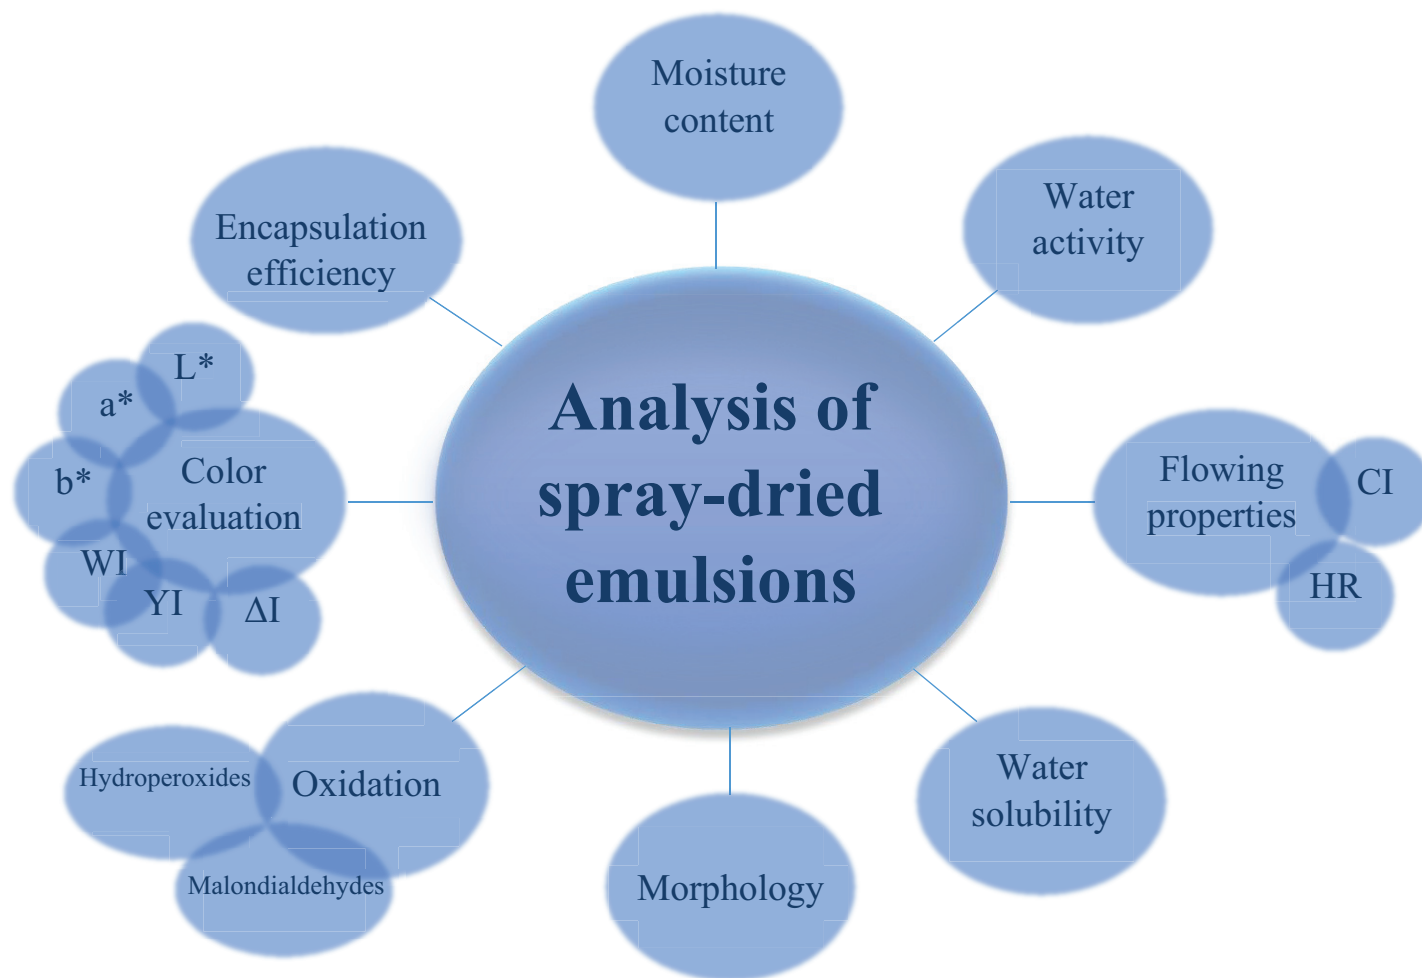 Moisture
content
Water
activity
Encapsulation
efficiency
L*
a*
b*
Color
evaluation
WI
YI
ΔI
Analysis of
spray-dried
emulsions
Flowing
properties
CI
HR
Hydroperoxides
Oxidation
Malondialdehydes
Morphology
Water
solubility